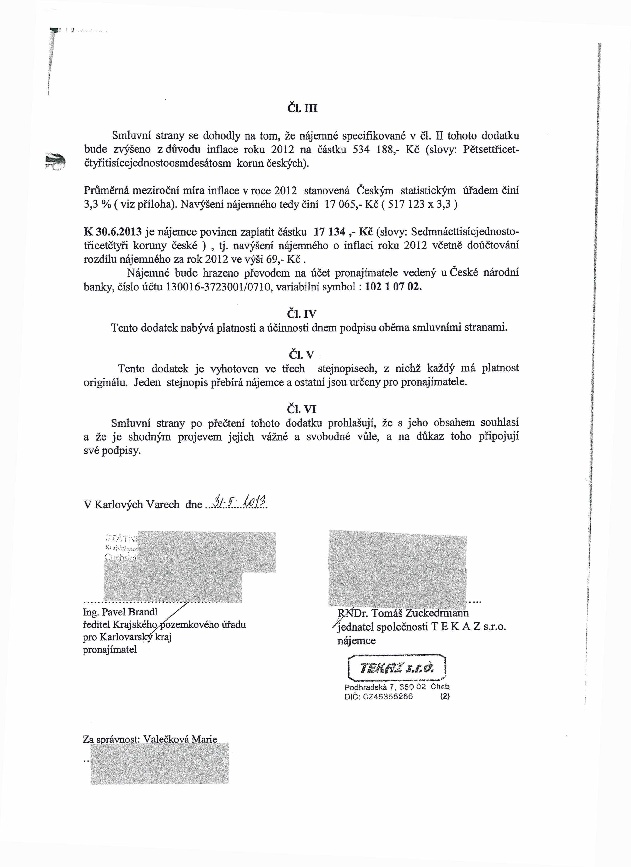 Čl. III
Smluvní strany se dohodly na tom, že nájemné specifikované v čl. II tohoto dodatku
bude zvýšeno z důvodu inflace roku 2012 na částku 534 188,- Kč (slovy: Pětsettřicet-
čtyřitisícejednostoosmdesátosm korun českých).
Průměrná meziroční míra inflace v roce 2012 stanovená Českým statistickým úřadem činí
3,3 % ( viz příloha). Navýšení nájemného tedy činí 17 065,- Kč ( 517 123 x 3,3 )
K 30.6.2013 je nájemce povinen zaplatit částku 17 134 ,- Kč (slovy: Sedmnácttisícjednosto-
třicetčtyři koruny české ) , tj. navýšení nájemného o inflaci roku 2012 včetně doúčtování
rozdílu nájemného za rok 2012 ve výši 69,- Kč .
Nájemné bude hrazeno převodem na účet pronajímatele vedený u České národní
banky, číslo účtu 130016-3723001/0710, variabilní symbol : 102 1 07 02.
Čl. IV
Tento dodatek nabývá platnosti a účinnosti dnem podpisu oběma smluvními stranami.
Čl. V
Tento dodatek je vyhotoven ve třech stejnopisech, z nichž každý má platnost
originálu. Jeden stejnopis přebírá nájemce a ostatní jsou určeny pro pronajímatele.
Čl. VI
Smluvní strany po přečtení tohoto dodatku prohlašují, že s jeho obsahem souhlasí
a že je shodným projevem jejich vážné a svobodné vůle, a na důkaz toho připojují
své podpisy.
V Karlových Varech dne 31.5. 2013
Ing. Pavel Brandl
ředitel Krajského pozemkového úřadu
pro Karlovarský kraj
pronajímatel
RNDr. Tomáš Zuckedrmann
jednatel společnosti T E K A Z s.r.o.
nájemce
TEKAZ s.r.o.
Podhradská 7, 350 02 Cheb
DIČ: CZ45355256 (2)
Za správnost: Valečková Marie